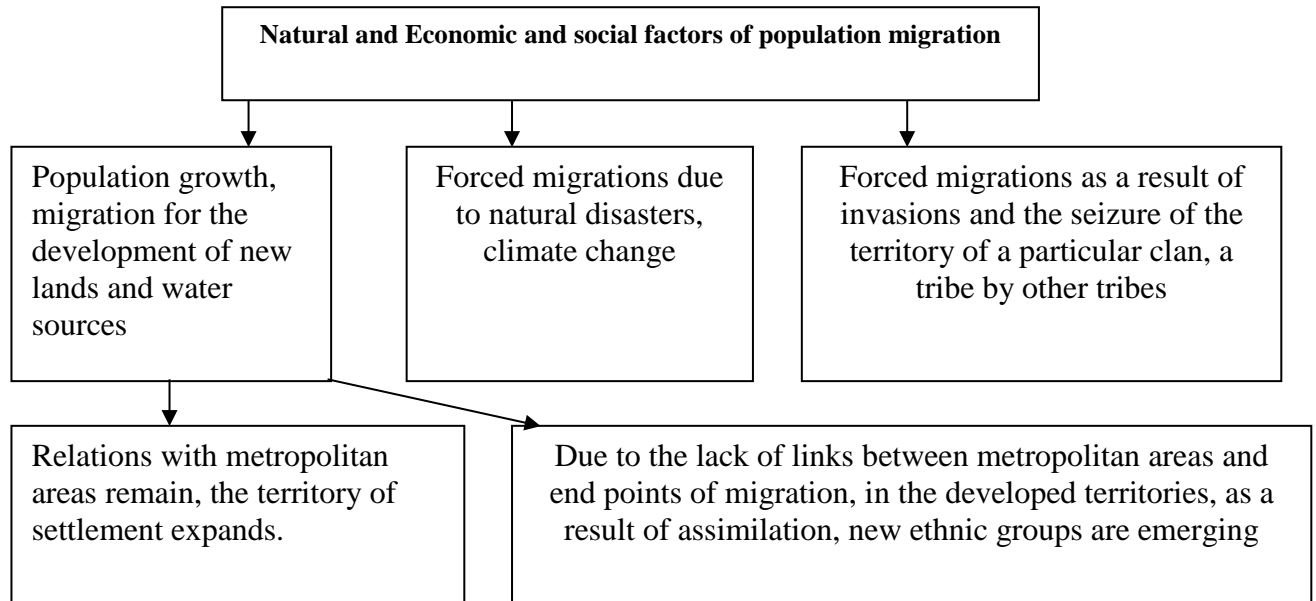 Natural and Economic and social factors of population migration
Population growth,
migration for the
development of new
lands and water
sources
Forced migrations due
to natural disasters,
climate change
Forced migrations as a result of
invasions and the seizure of the
territory of a particular clan, a
tribe by other tribes
Relations with metropolitan
areas remain, the territory of
settlement expands.
Due to the lack of links between metropolitan areas and
end points of migration, in the developed territories, as a
result of assimilation, new ethnic groups are emerging